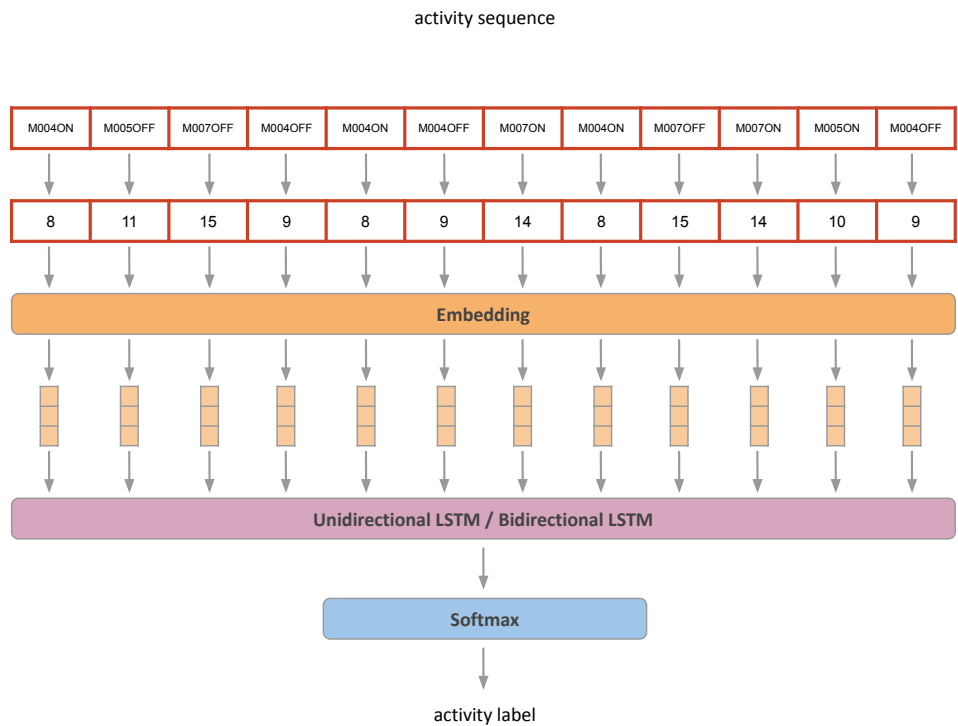 activity sequence
M004ON M005OFF M007OFF M004OFF M004ON M004OFF M007ON M004ON M007OFF M007ON M005ON M004OFF
8 11 15 9 8 9 14 8 15 14 10 9
Embedding
Unidirectional LSTM / Bidirectional LSTM
Softmax
activity label